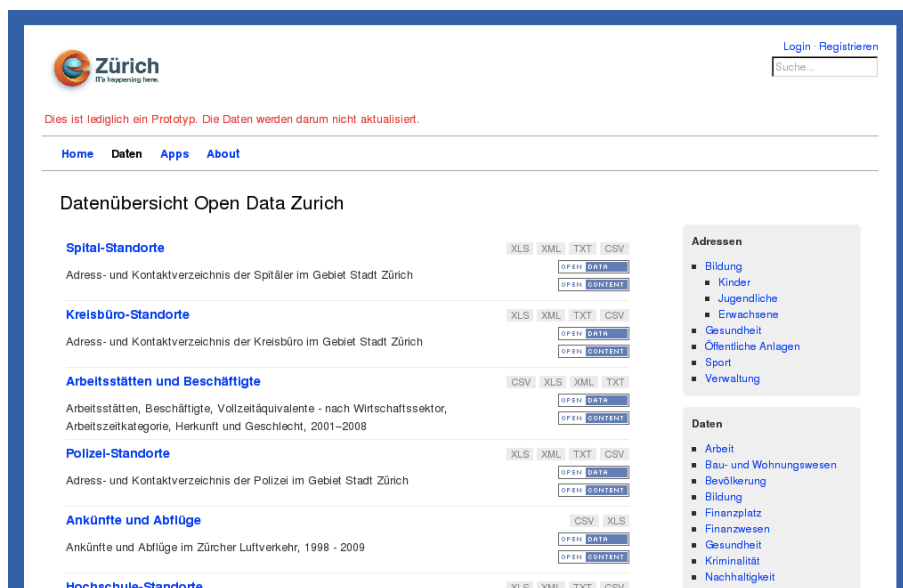 Login · Registrieren
Zürich
IT's happening here.
Suche...
Dies ist lediglich ein Prototyp. Die Daten werden darum nicht aktualisiert.
Home Daten Apps About
Datenübersicht Open Data Zurich
Spital-Standorte
XLS XML TXT CSV
OPEN DATA
Adress- und Kontaktverzeichnis der Spitäler im Gebiet Stadt Zürich
OPEN CONTENT
Kreisbüro-Standorte
XLS XML TXT CSV
OPEN DATA
Adress- und Kontaktverzeichnis der Kreisbüro im Gebiet Stadt Zürich
OPEN CONTENT
Arbeitsstätten und Beschäftigte
CSV XLS XML TXT
OPEN DATA
Arbeitsstätten, Beschäftigte, Vollzeitäquivalente - nach Wirtschaftssektor,
Arbeitszeitkategorie, Herkunft und Geschlecht, 2001–2008
OPEN CONTENT
Polizei-Standorte
XLS XML TXT CSV
OPEN DATA
Adress- und Kontaktverzeichnis der Polizei im Gebiet Stadt Zürich
OPEN CONTENT
Ankünfte und Abflüge
CSV XLS
OPEN DATA
Ankünfte und Abflüge im Zürcher Luftverkehr, 1998 - 2009
OPEN CONTENT
Hochschule-Standorte
XLS XML TXT CSV
Adressen
Bildung
Kinder
Jugendliche
Erwachsene
Gesundheit
Öffentliche Anlagen
Sport
Verwaltung
Daten
Arbeit
Bau- und Wohnungswesen
Bevölkerung
Bildung
Finanzplatz
Finanzwesen
Gesundheit
Kriminalität
Nachhaltigkeit